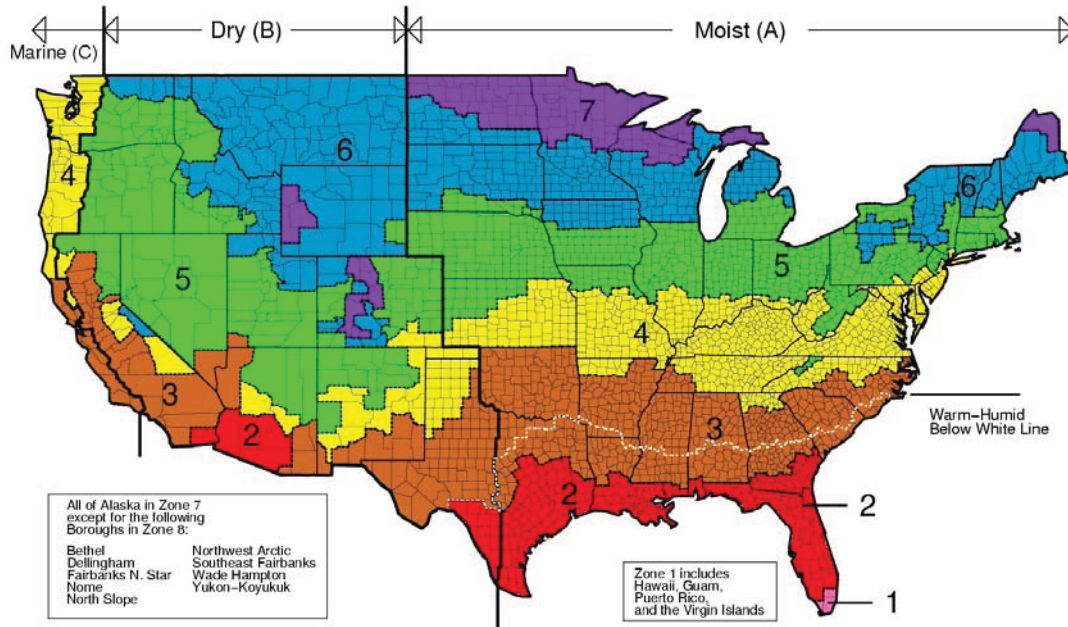 Marine (C)
Dry (B)
Moist (A)
7
6
6
4
5
5
4
3
3
2
2
Warm-Humid
Below White Line
2
1
All of Alaska in Zone 7
except for the following
Boroughs in Zone 8:
Bethel
Dellingham
Fairbanks N. Star
Nome
North Slope
Northwest Arctic
Southeast Fairbanks
Wade Hampton
Yukon-Koyukuk
Zone 1 includes
Hawaii, Guam,
Puerto Rico,
and the Virgin Islands